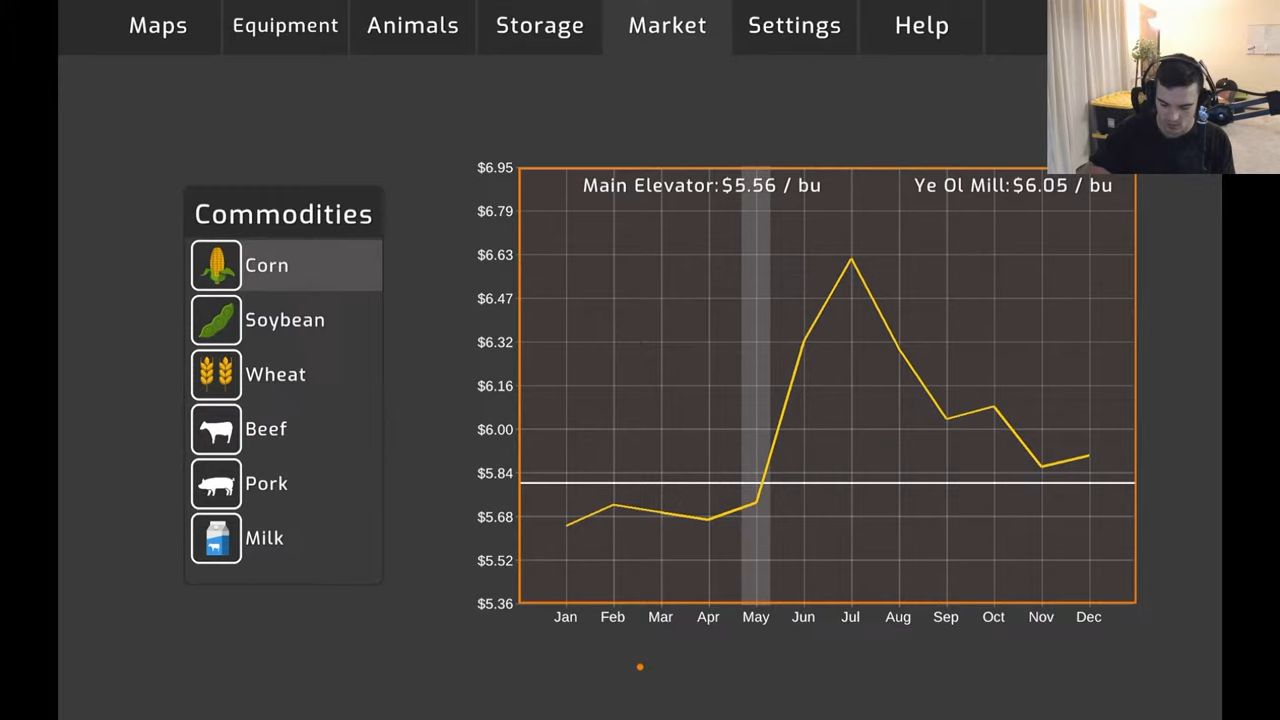 Maps Equipment Animals Storage Market Settings Help
Commodities
Corn
Soybean
Wheat
Beef
Pork
Milk
Main Elevator: $5.56 / bu
Ye Ol Mill: $6.05 / bu
$6.95
$6.79
$6.63
$6.47
$6.32
$6.16
$6.00
$5.84
$5.68
$5.52
$5.36
Jan Feb Mar Apr May Jun Jul Aug Sep Oct Nov Dec